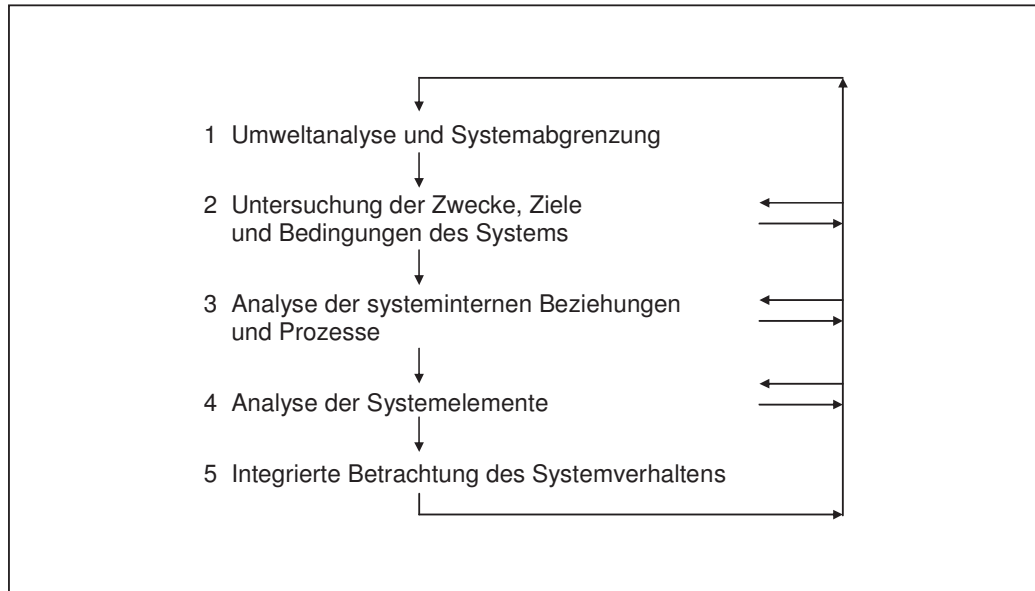 1 Umweltanalyse und Systemabgrenzung
2 Untersuchung der Zwecke, Ziele
und Bedingungen des Systems
3 Analyse der systeminternen Beziehungen
und Prozesse
4 Analyse der Systemelemente
5 Integrierte Betrachtung des Systemverhaltens